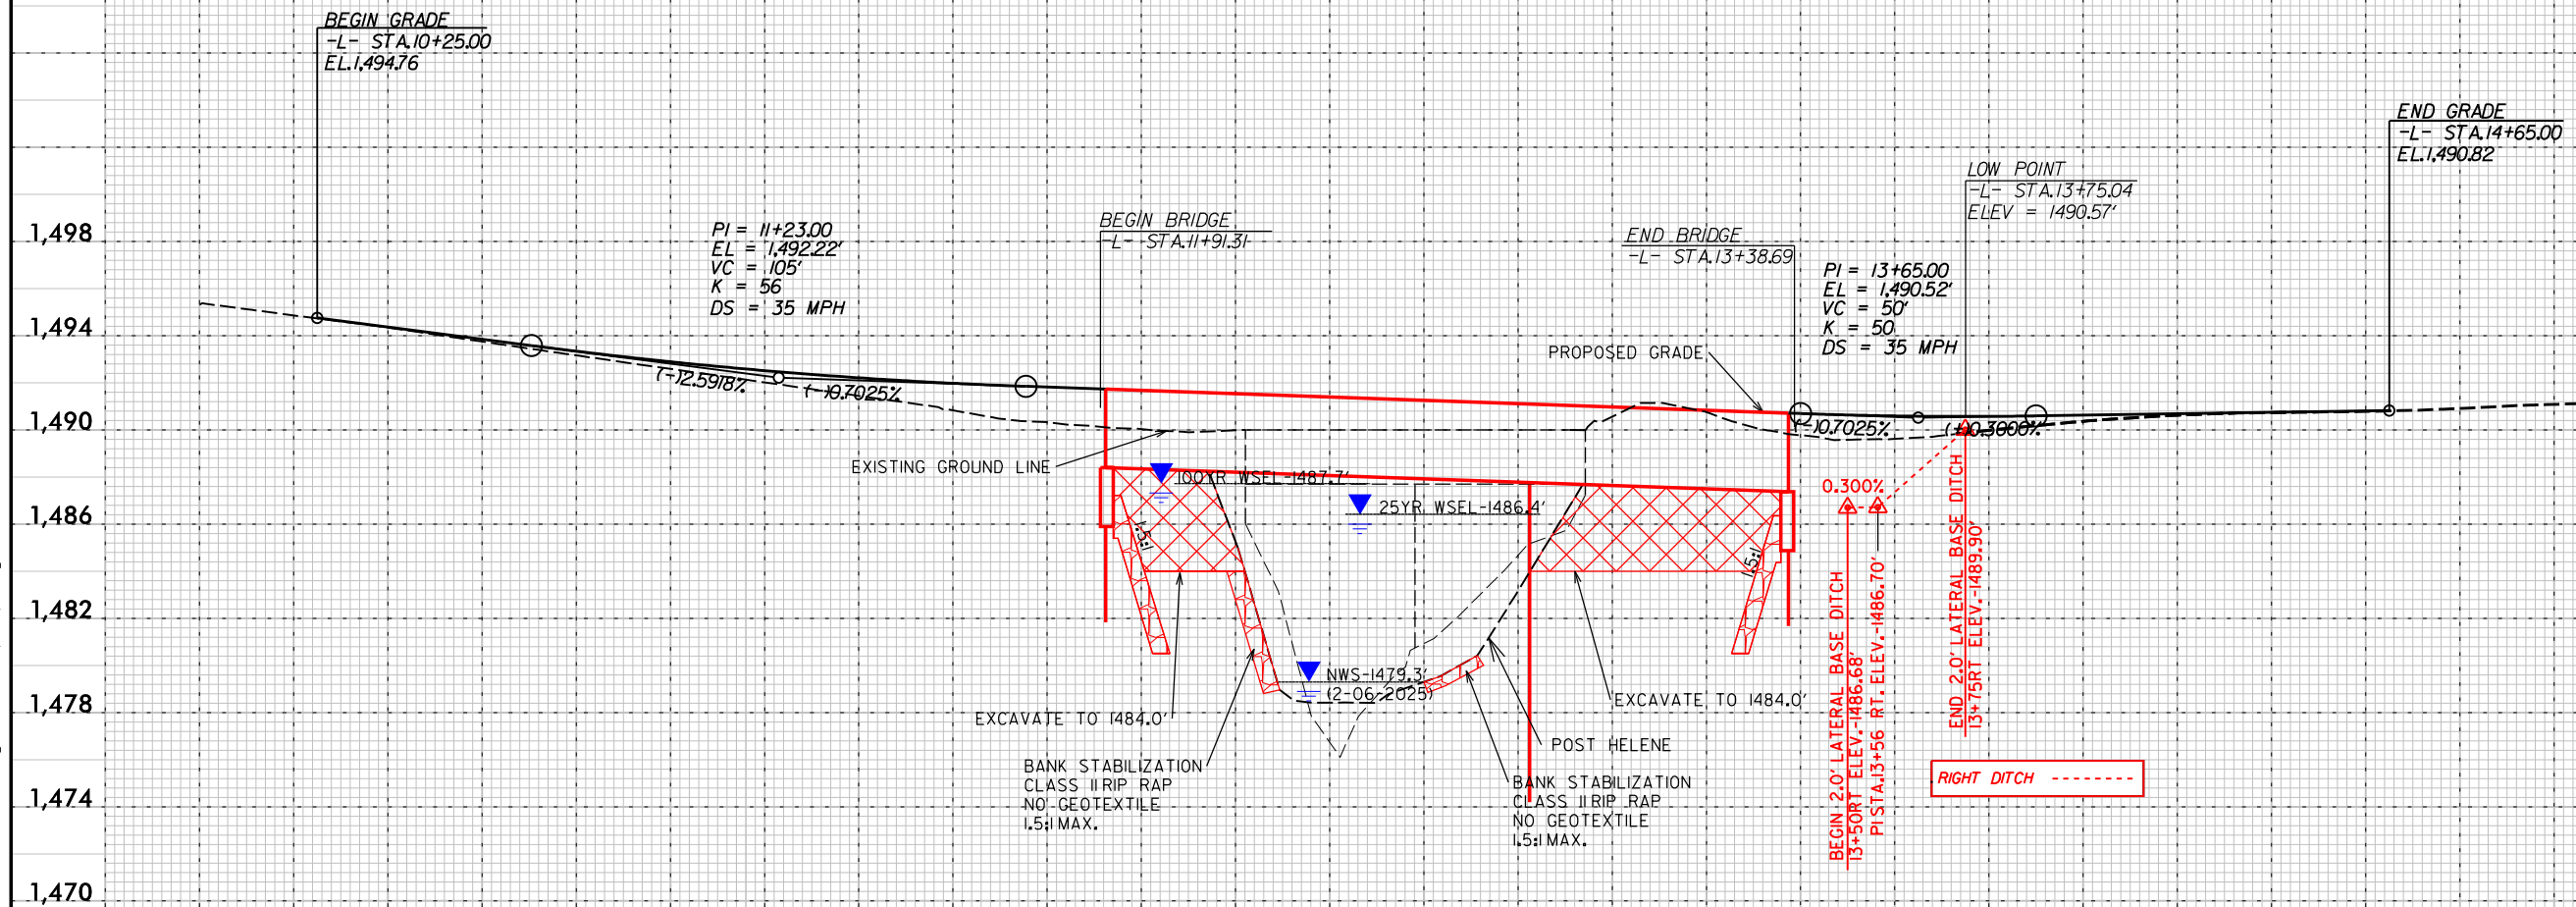 BEGIN GRADE
-L- STA.10+25.00
EL.1,494.76
END GRADE
-L- STA.14+65.00
EL.1,490.82
LOW POINT
-L- STA.13+75.04
ELEV = 1490.57'
BEGIN BRIDGE
-L- STA.11+91.31
END BRIDGE
-L- STA.13+38.69
PI = 11+23.00
EL = 1,492.22'
VC = 105'
K = 56
DS = 35 MPH
PI = 13+65.00
EL = 1,490.52'
VC = 50'
K = 50
DS = 35 MPH
1,498
1,494
1,490
1,486
1,482
1,478
1,474
1,470
(-)2.5918%
(-)0.7025%
PROPOSED GRADE
(-)0.7025%
(+)0.3000%
EXISTING GROUND LINE
100YR WSEL-1487.7'
25YR WSEL-1486.4'
0.300%
1.5:1
1.5:1
NWS-1479.3'
(2-06-2025)
EXCAVATE TO 1484.0'
EXCAVATE TO 1484.0'
POST HELENE
BANK STABILIZATION
CLASS II RIP RAP
NO GEOTEXTILE
1.5:1 MAX.
BANK STABILIZATION
CLASS II RIP RAP
NO GEOTEXTILE
1.5:1 MAX.
BEGIN 2.0' LATERAL BASE DITCH
13+50RT ELEV.-1486.68'
PI STA.13+56 RT. ELEV.-1486.70'
END 2.0' LATERAL BASE DITCH
13+75RT ELEV.-1489.90'
RIGHT DITCH